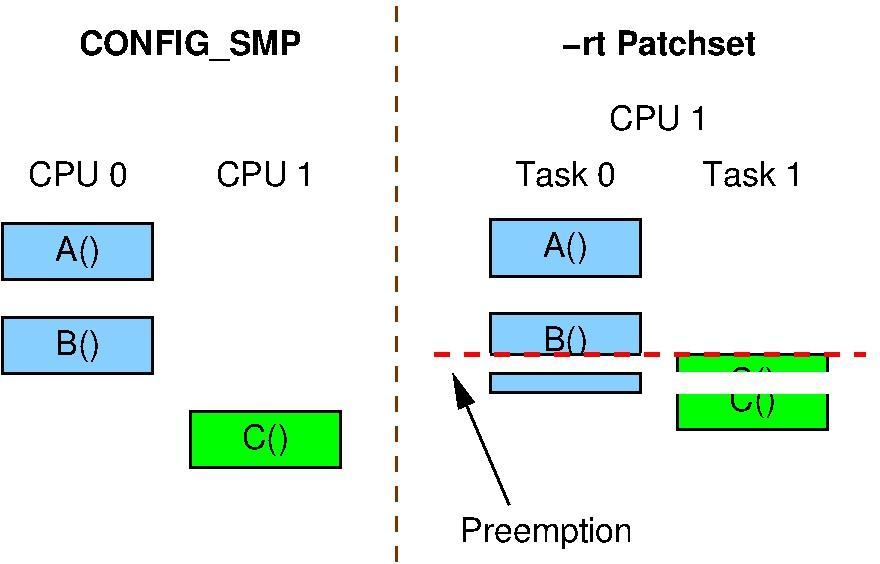 CONFIG_SMP
CPU 0
CPU 1
A()
B()
C()
–rt Patchset
CPU 1
Task 0
Task 1
A()
B()
C()
C()
Preemption